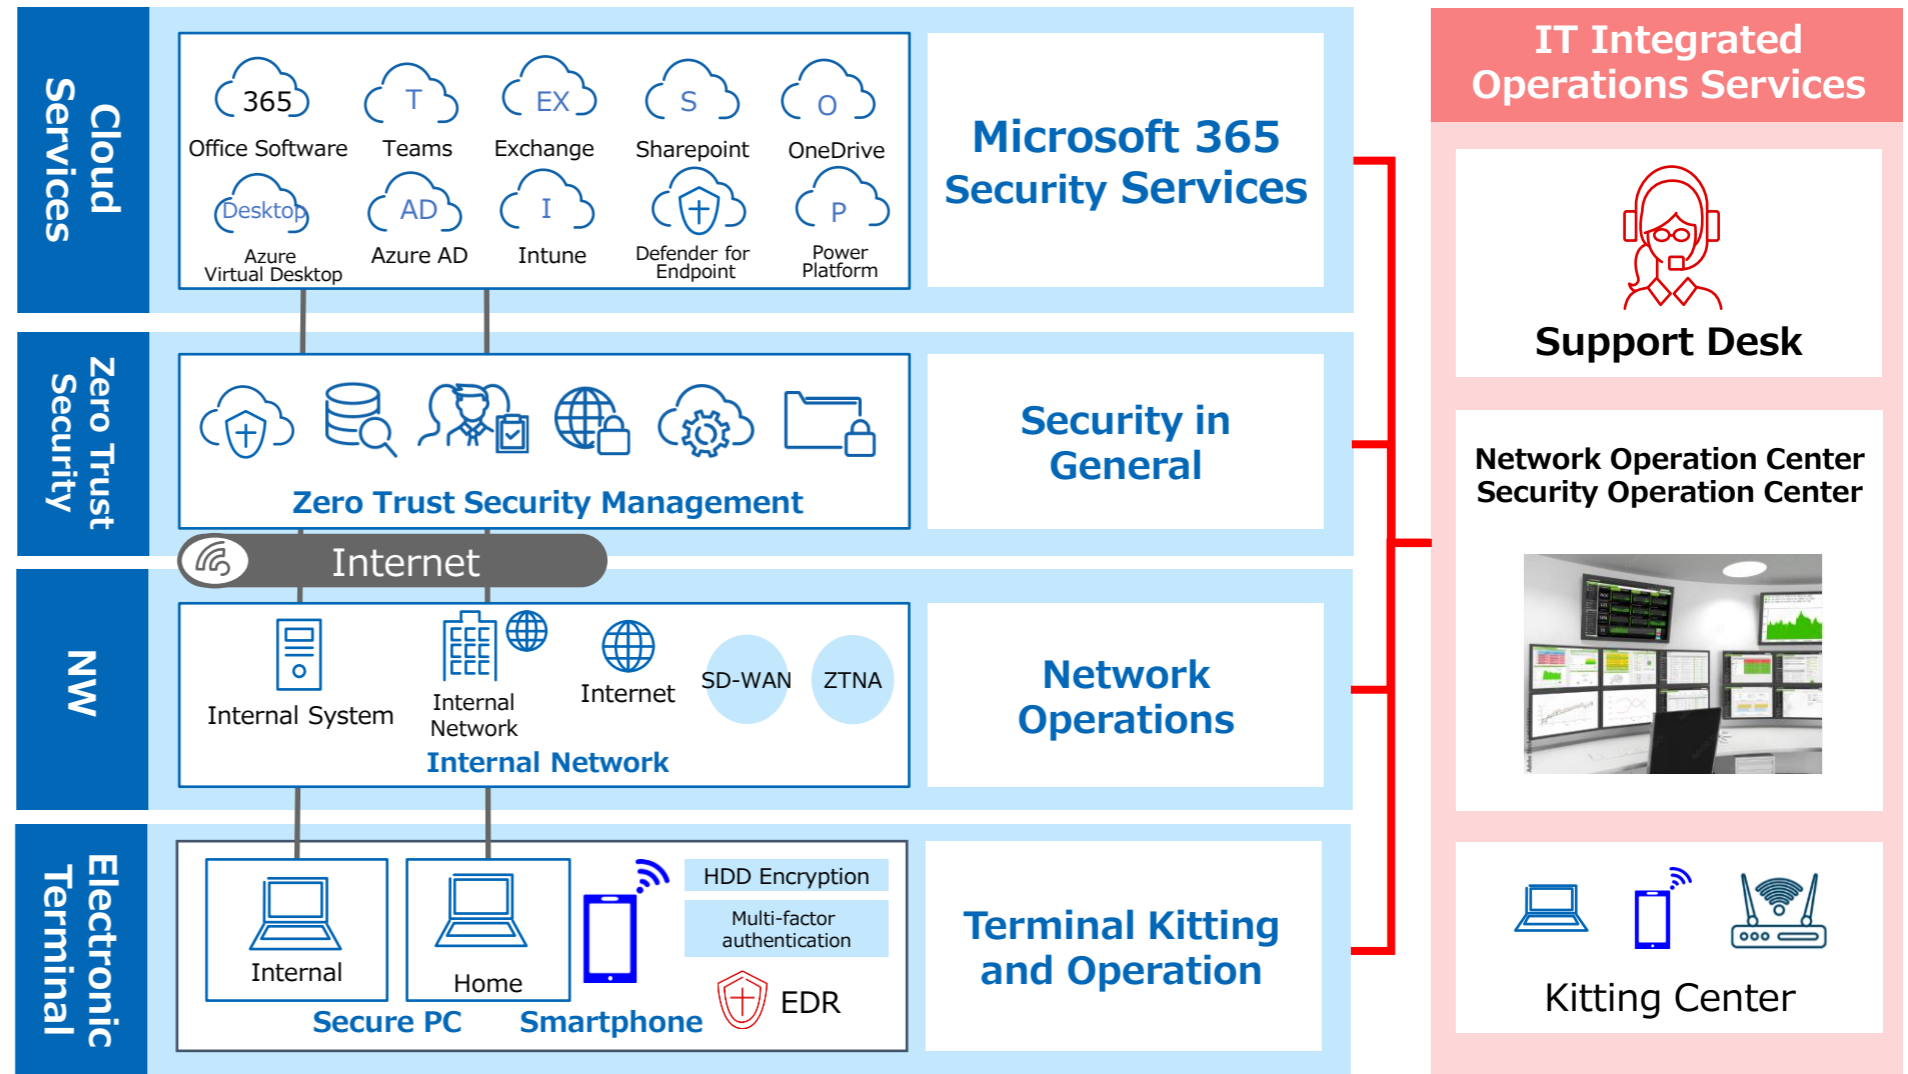 Cloud
Services
365
Office Software
T
Teams
EX
Exchange
S
Sharepoint
O
OneDrive
Desktop
Azure
Virtual Desktop
AD
Azure AD
I
Intune
Defender for
Endpoint
P
Power
Platform
Microsoft 365
Security Services
Zero Trust
Security
Zero Trust Security Management
Security in
General
Internet
NW
Internal System
Internal
Network
Internet
SD-WAN
ZTNA
Internal Network
Network
Operations
Electronic
Terminal
Internal
Home
Secure PC
Smartphone
HDD Encryption
Multi-factor
authentication
EDR
Terminal Kitting
and Operation
IT Integrated
Operations Services
Support Desk
Network Operation Center
Security Operation Center
Kitting Center